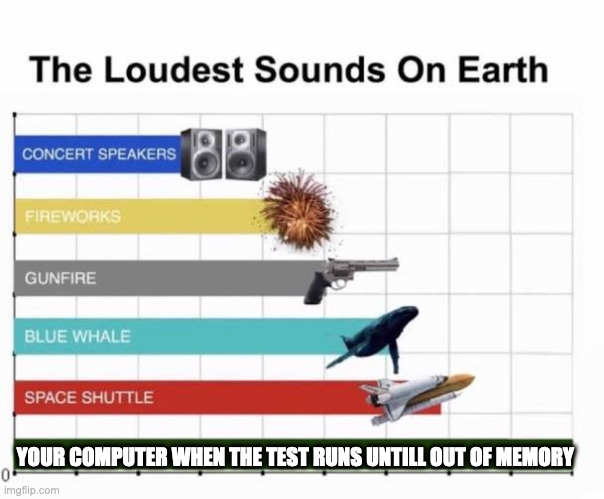 The Loudest Sounds On Earth
CONCERT SPEAKERS
FIREWORKS
GUNFIRE
BLUE WHALE
SPACE SHUTTLE
YOUR COMPUTER WHEN THE TEST RUNS UNTILL OUT OF MEMORY
0
imgflip.com